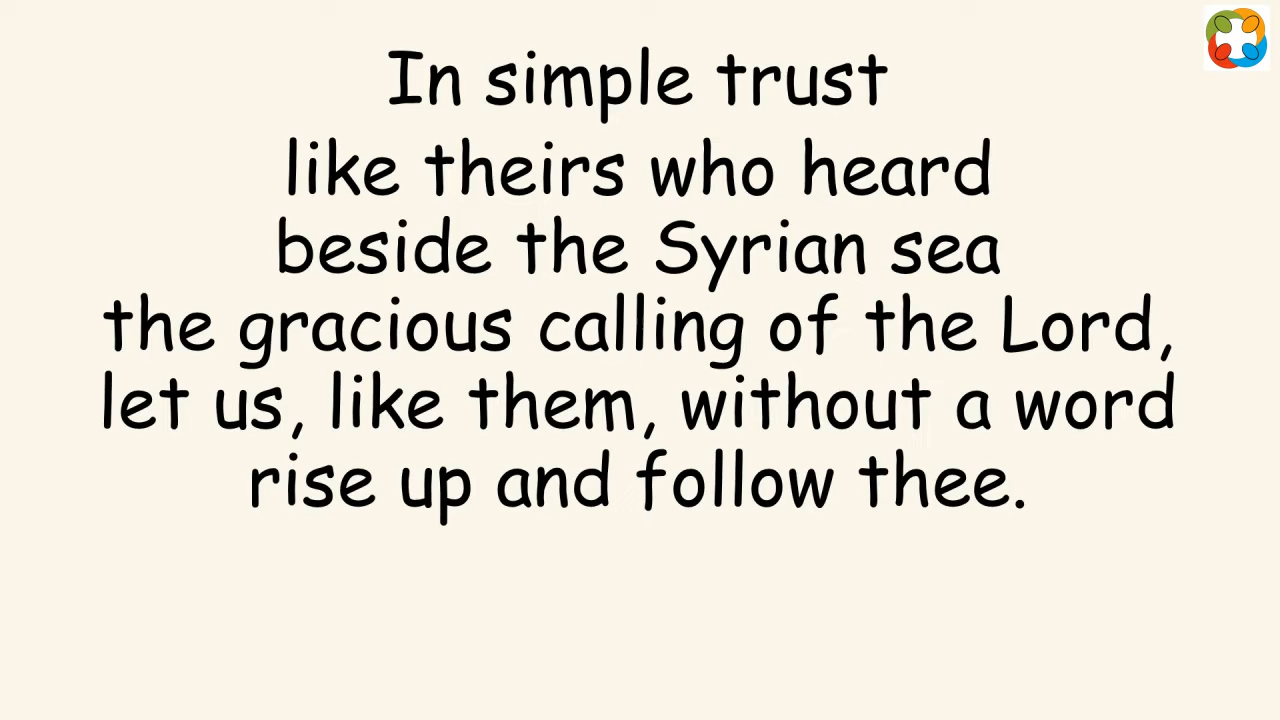 In simple trust
like theirs who heard
beside the Syrian sea
the gracious calling of the Lord,
let us, like them, without a word
rise up and follow thee.